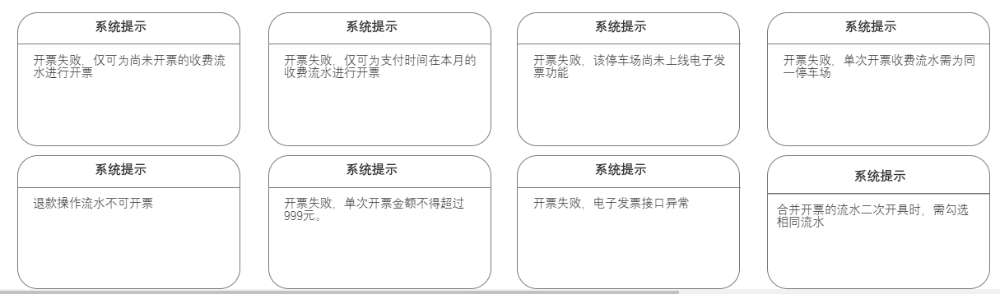 系统提示
开票失败，仅可为尚未开票的收费流
水进行开票
系统提示
开票失败，仅可为支付时间在本月的
收费流水进行开票
系统提示
开票失败，该停车场尚未上线电子发
票功能
系统提示
开票失败，单次开票收费流水需为同
一停车场
系统提示
退款操作流水不可开票
系统提示
开票失败，单次开票金额不得超过
999元。
系统提示
开票失败，电子发票接口异常
系统提示
合并开票的流水二次开具时，需勾选
相同流水